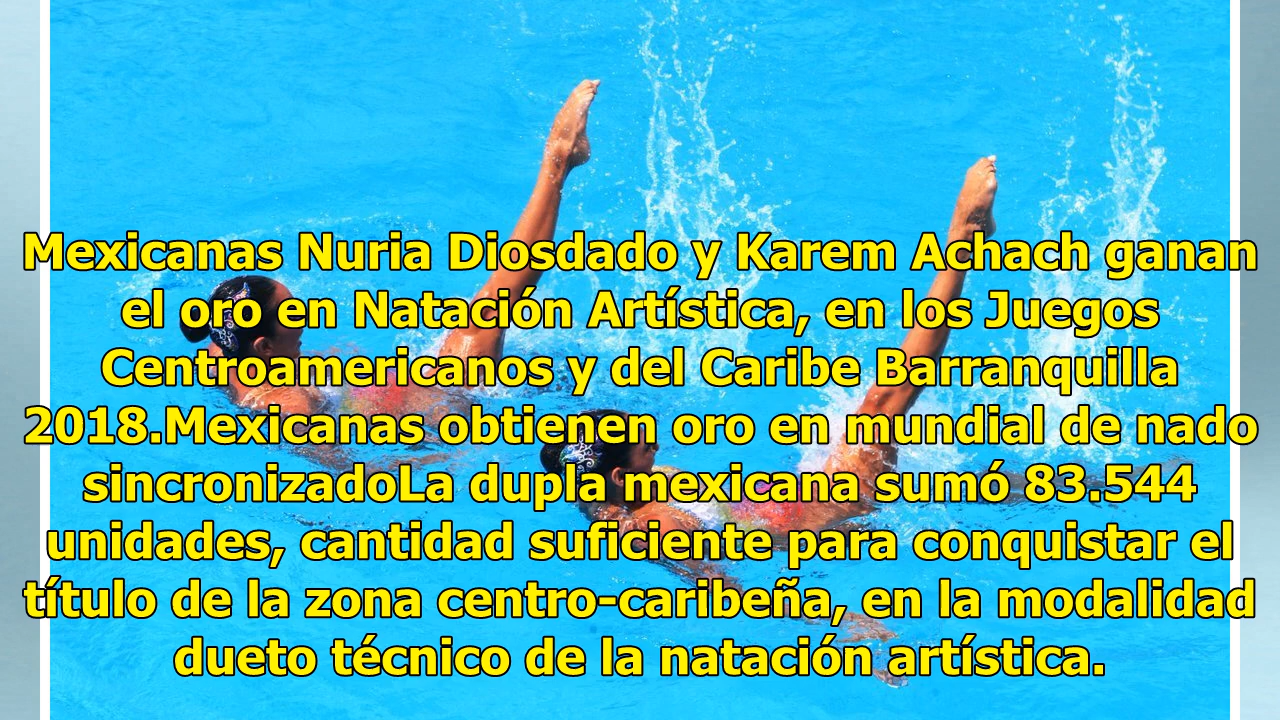 Mexicanas Nuria Diosdado y Karem Achach ganan
el oro en Natación Artística, en los Juegos
Centroamericanos y del Caribe Barranquilla
2018.Mexicanas obtienen oro en mundial de nado
sincronizadoLa dupla mexicana sumó 83.544
unidades, cantidad suficiente para conquistar el
título de la zona centro-caribeña, en la modalidad
dueto técnico de la natación artística.